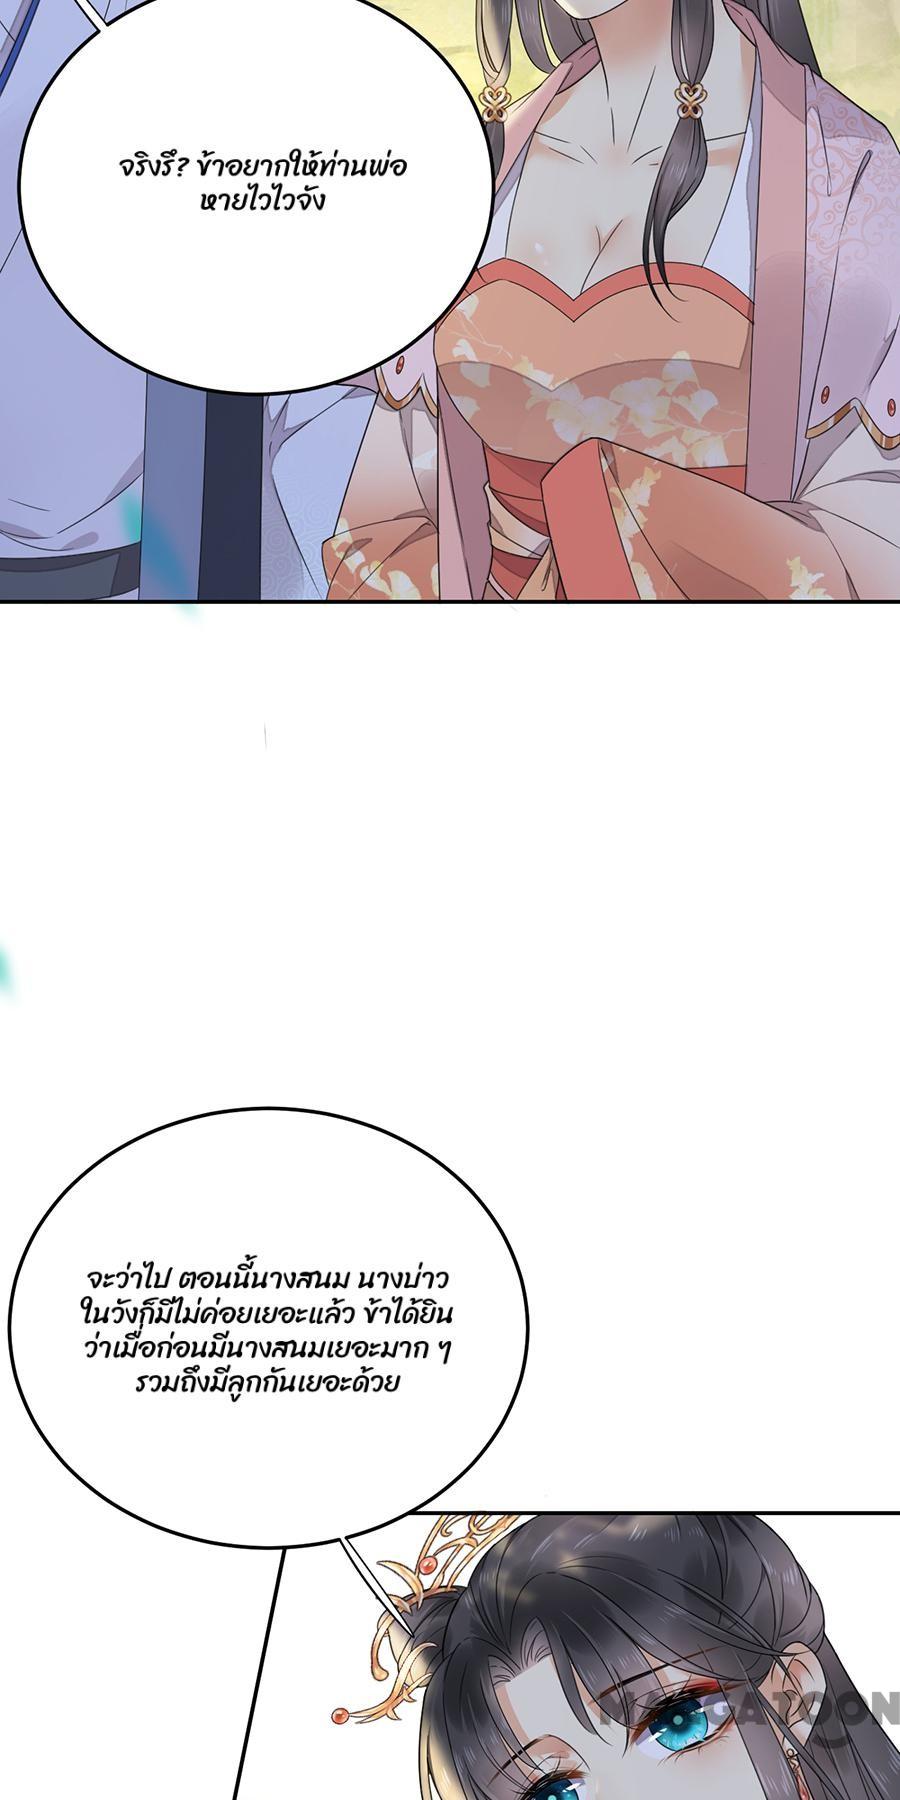 จริงรึ? ข้าอยากให้ท่านพ่อ
หายไวไวจัง
จะว่าไป ตอนนี้นางสนม นางบ่าว
ในวังก็มีไม่ค่อยเยอะแล้ว ข้าได้ยิน
ว่าเมื่อก่อนมีนางสนมเยอะมาก ๆ
รวมถึงมีลูกกันเยอะด้วย
MANGATOON